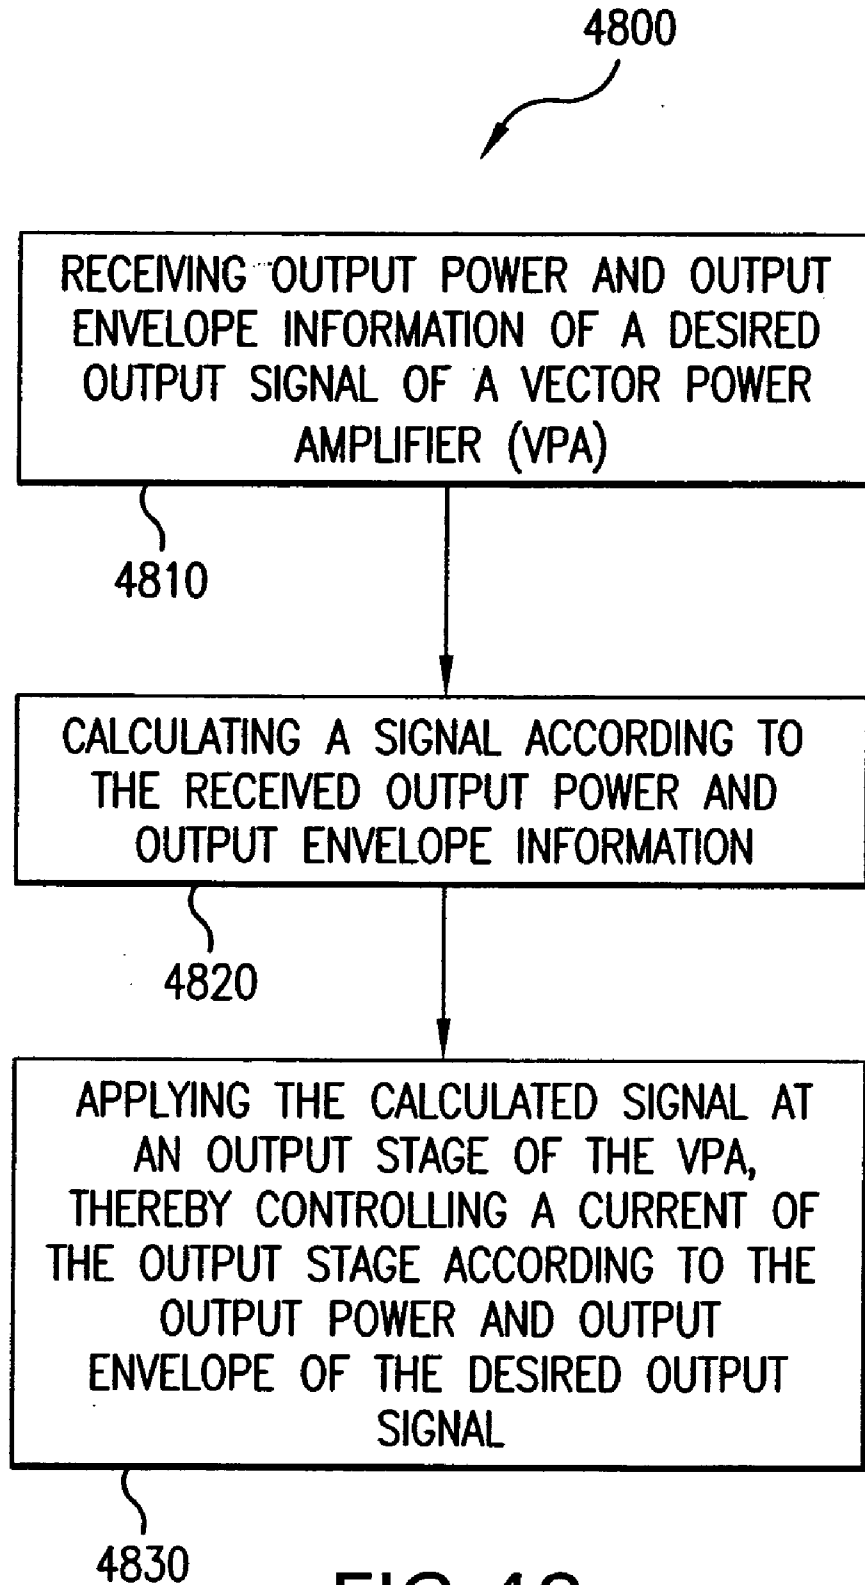 4800
RECEIVING OUTPUT POWER AND OUTPUT
ENVELOPE INFORMATION OF A DESIRED
OUTPUT SIGNAL OF A VECTOR POWER
AMPLIFIER (VPA)
4810
CALCULATING A SIGNAL ACCORDING TO
THE RECEIVED OUTPUT POWER AND
OUTPUT ENVELOPE INFORMATION
4820
APPLYING THE CALCULATED SIGNAL AT
AN OUTPUT STAGE OF THE VPA,
THEREBY CONTROLLING A CURRENT OF
THE OUTPUT STAGE ACCORDING TO THE
OUTPUT POWER AND OUTPUT
ENVELOPE OF THE DESIRED OUTPUT
SIGNAL
4830